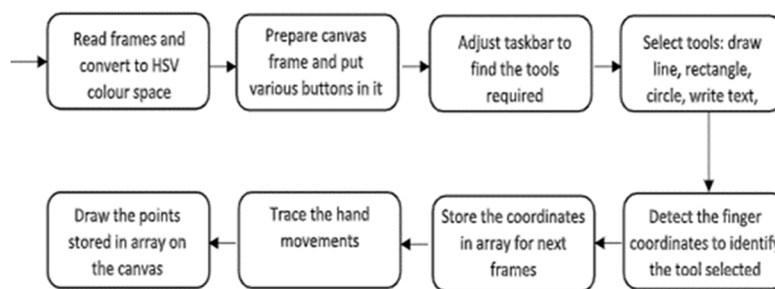 Read frames and
convert to HSV
colour space
Prepare canvas
frame and put
various buttons in it
Adjust taskbar to
find the tools
required
Select tools: draw
line, rectangle,
circle, write text,
Detect the finger
coordinates to identify
the tool selected
Store the coordinates
in array for next
frames
Trace the hand
movements
Draw the points
stored in array on
the canvas